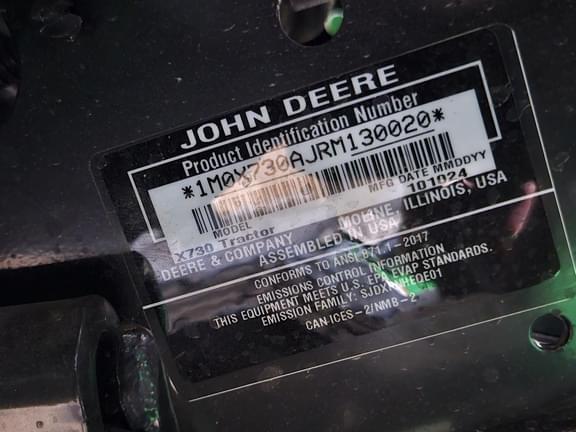 JOHN DEERE
Product Identification Number
*1M0X730AJRM130020*
MFG DATE MMDDYY
MODEL 101024
X730 Tractor
DEERE & COMPANY MOLINE, ILLINOIS, USA
ASSEMBLED IN USA
CONFORMS TO ANSI B71.1-2017
EMISSIONS CONTROL INFORMATION
THIS EQUIPMENT MEETS U.S. EPA EVAP STANDARDS.
EMISSION FAMILY:
CAN ICES-2/NMB-2